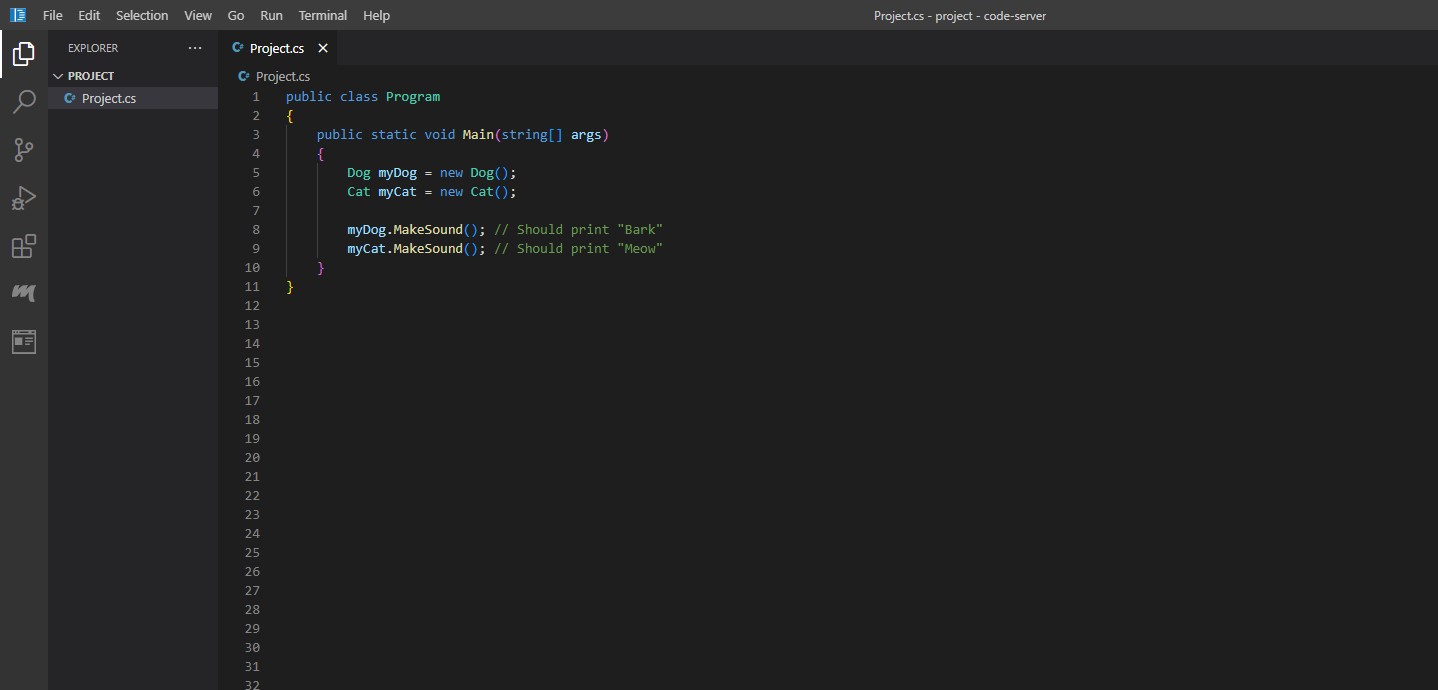 File Edit Selection View Go Run Terminal Help Project.cs - project - code-server
EXPLORER ···
PROJECT
C# Project.cs
C# Project.cs ×
C# Project.cs
1 public class Program
2 {
3     public static void Main(string[] args)
4     {
5         Dog myDog = new Dog();
6         Cat myCat = new Cat();
7
8         myDog.MakeSound(); // Should print "Bark"
9         myCat.MakeSound(); // Should print "Meow"
10     }
11 }
12
13
14
15
16
17
18
19
20
21
22
23
24
25
26
27
28
29
30
31
32